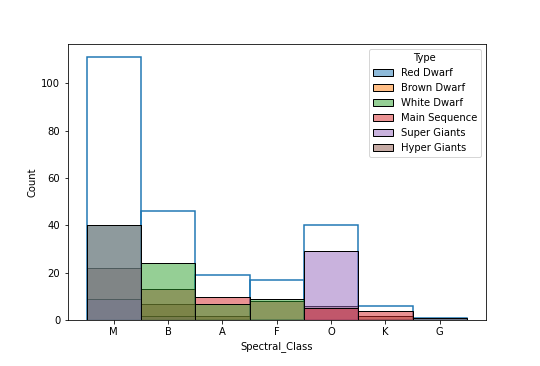 Type
Red Dwarf
Brown Dwarf
White Dwarf
Main Sequence
Super Giants
Hyper Giants
Count
100
80
60
40
20
0
M B A F O K G
Spectral_Class